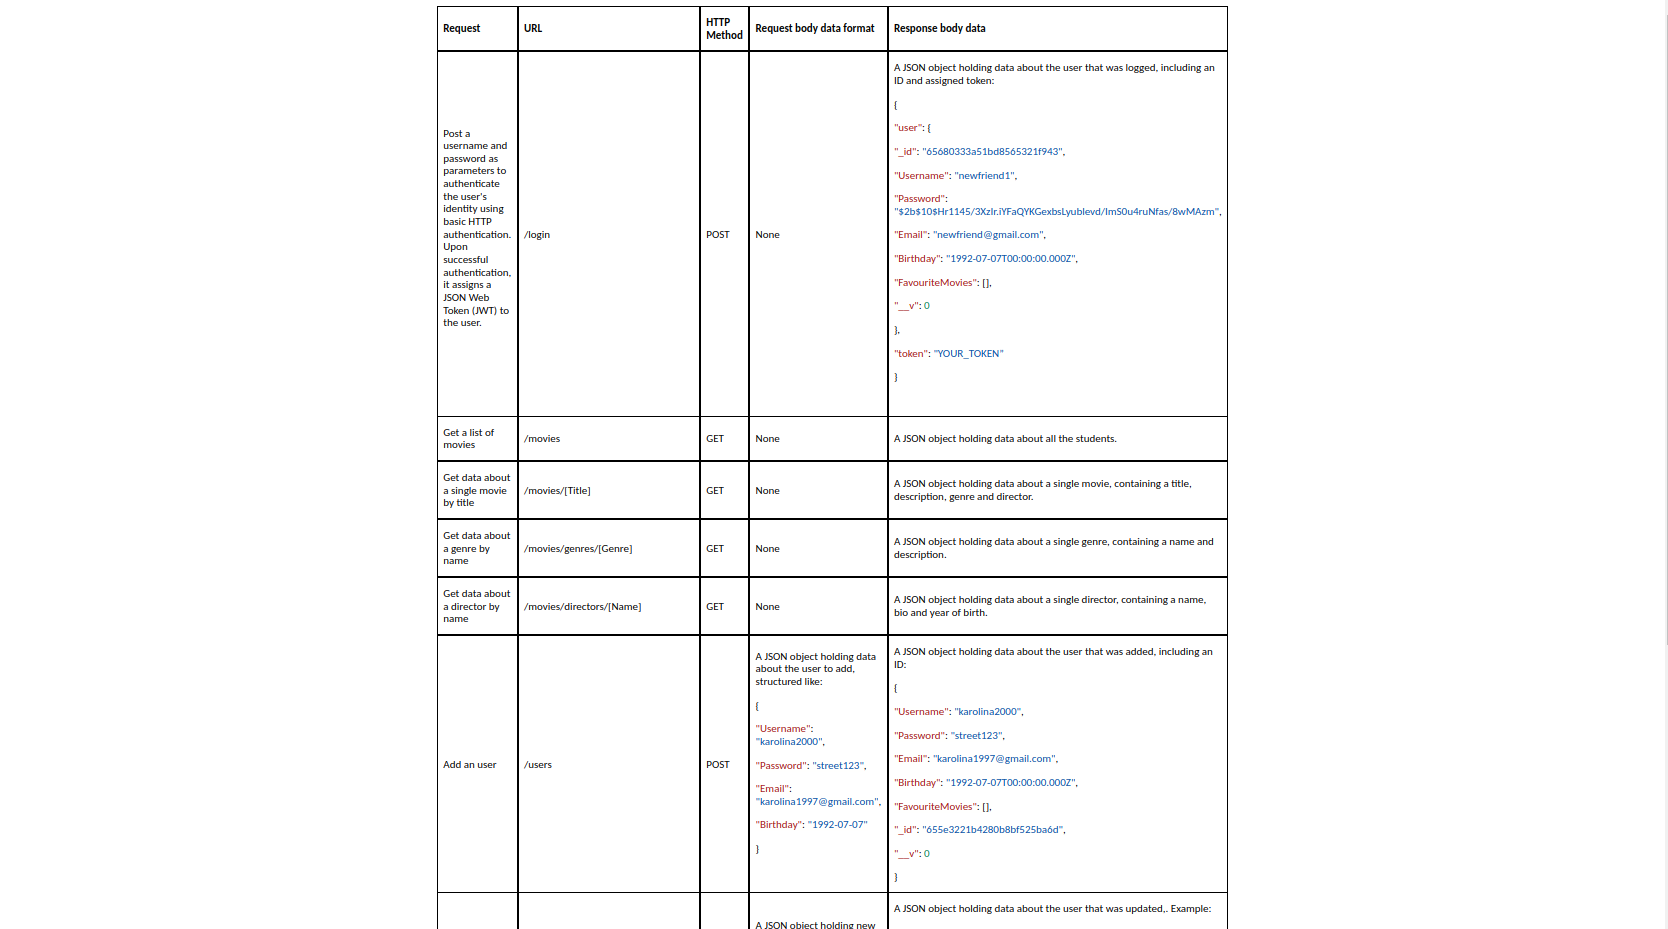 Request
URL
HTTP
Method
Request body data format
Response body data
Post a
username and
password as
parameters to
authenticate
the user's
identity using
basic HTTP
authentication.
Upon
successful
authentication,
it assigns a
JSON Web
Token (JWT) to
the user.
/login
POST
None
A JSON object holding data about the user that was logged, including an
ID and assigned token:
{
"user": {
"_id": "65680333a51bd8565321f943",
"Username": "newfriend1",
"Password":
"$2b$10$Hr1145/3XzIr.iYFaQYKGexbsLyublevd/ImS0u4ruNfas/8wMAzm",
"Email": "newfriend@gmail.com",
"Birthday": "1992-07-07T00:00:00.000Z",
"FavouriteMovies": [],
"__v": 0
},
"token": "YOUR_TOKEN"
}
Get a list of
movies
/movies
GET
None
A JSON object holding data about all the students.
Get data about
a single movie
by title
/movies/[Title]
GET
None
A JSON object holding data about a single movie, containing a title,
description, genre and director.
Get data about
a genre by
name
/movies/genres/[Genre]
GET
None
A JSON object holding data about a single genre, containing a name and
description.
Get data about
a director by
name
/movies/directors/[Name]
GET
None
A JSON object holding data about a single director, containing a name,
bio and year of birth.
Add an user
/users
POST
A JSON object holding data
about the user to add,
structured like:
{
"Username":
"karolina2000",
"Password": "street123",
"Email":
"karolina1997@gmail.com",
"Birthday": "1992-07-07"
}
A JSON object holding data about the user that was added, including an
ID:
{
"Username": "karolina2000",
"Password": "street123",
"Email": "karolina1997@gmail.com",
"Birthday": "1992-07-07T00:00:00.000Z",
"FavouriteMovies": [],
"_id": "655e3221b4280b8bf525ba6d",
"__v": 0
}
A JSON object holding new
A JSON object holding data about the user that was updated,. Example: